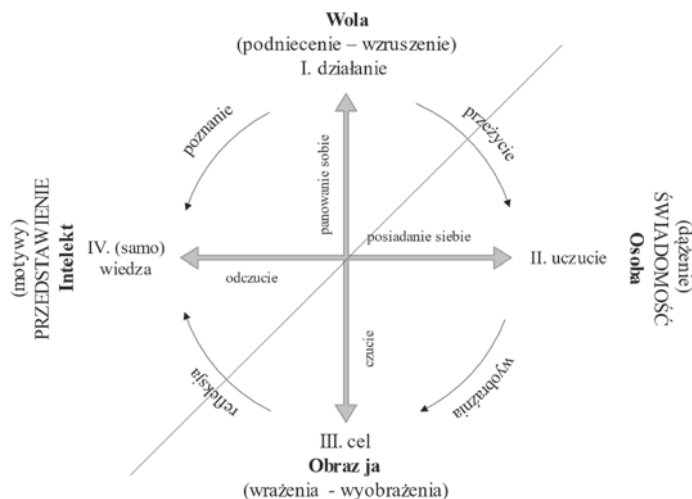 Wola
(podniecenie – wzruszenie)
I. działanie
poznanie
przeżycie
panowanie sobie
posiadanie siebie
(motywy)
PRZEDSTAWIENIE
Intelekt
IV. (samo)
wiedza
odczucie
II. uczucie
Osoba
ŚWIADOMOŚĆ
(dążenie)
czucie
refleksja
wyobraźnia
III. cel
Obraz ja
(wrażenia - wyobrażenia)